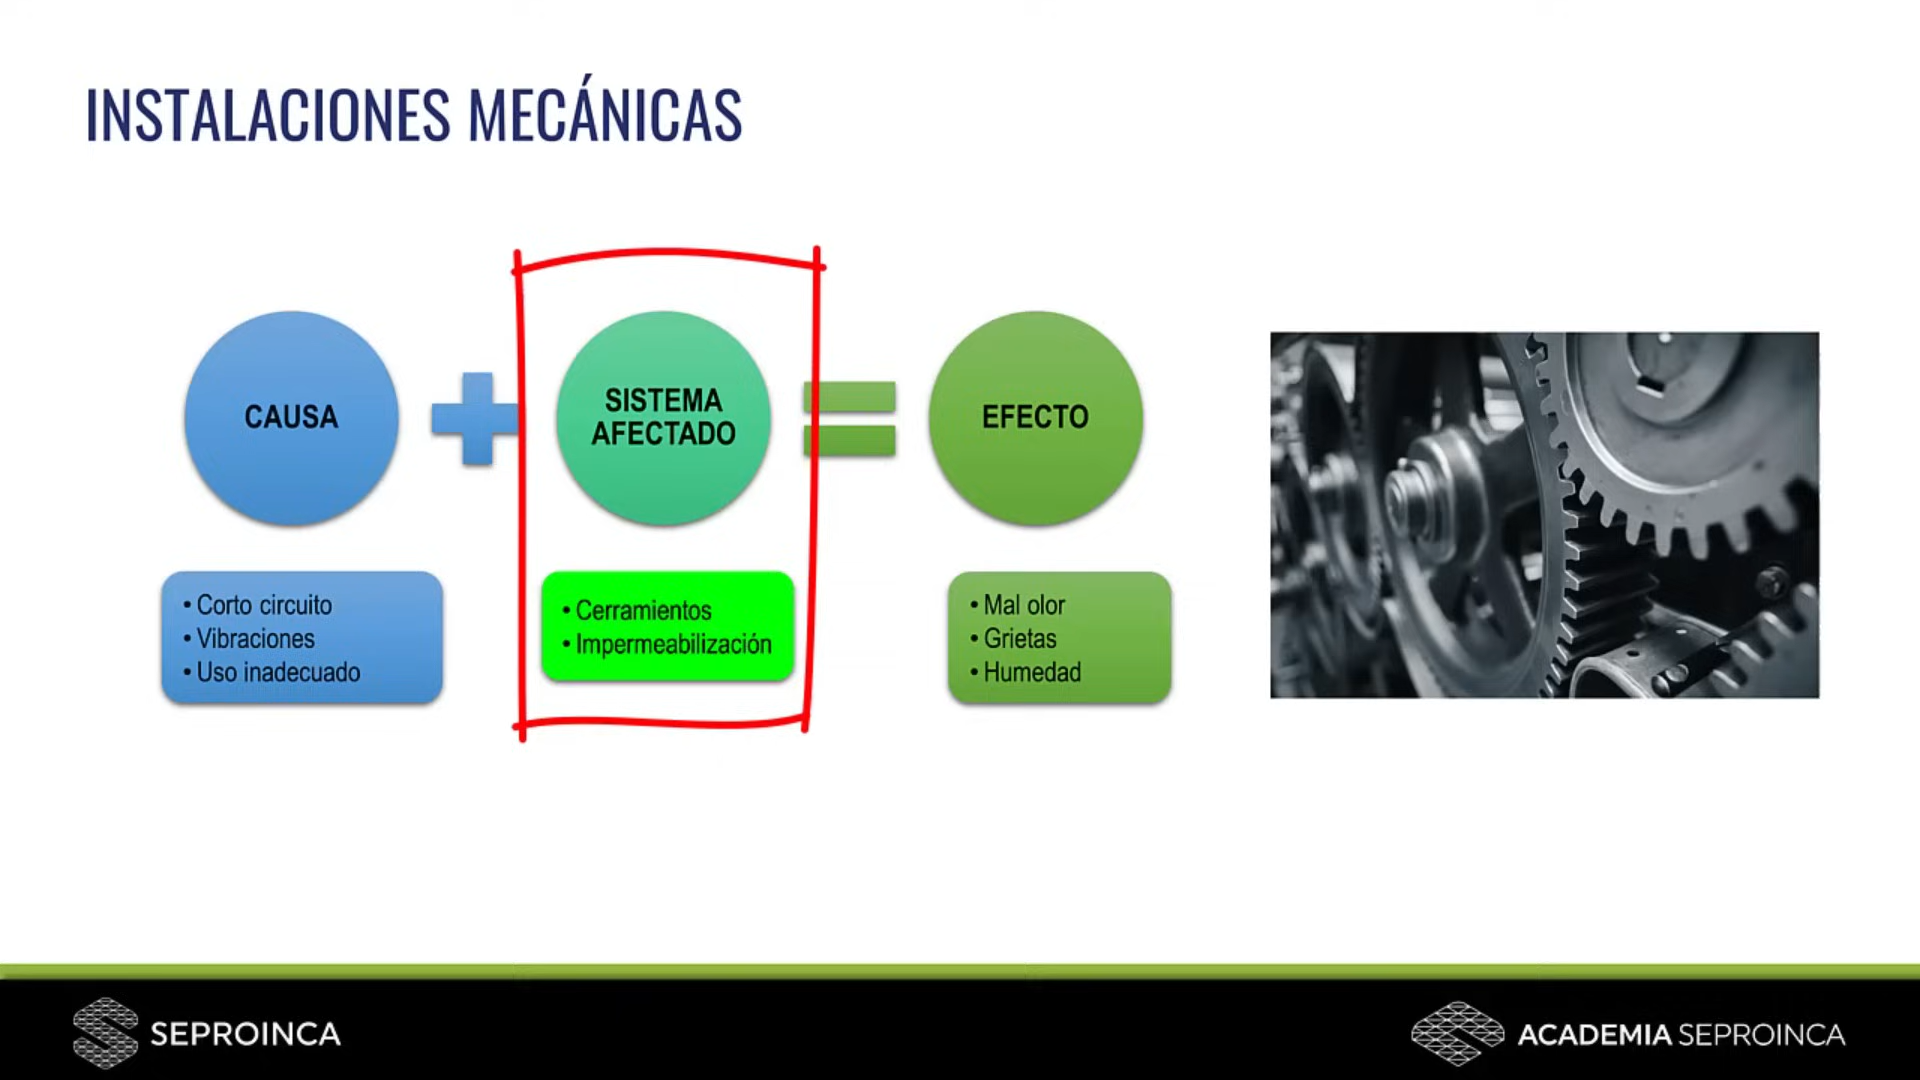 INSTALACIONES MECÁNICAS
CAUSA
SISTEMA
AFECTADO
EFECTO
• Corto circuito
• Vibraciones
• Uso inadecuado
• Cerramientos
• Impermeabilización
• Mal olor
• Grietas
• Humedad
SEPROINCA
ACADEMIA SEPROINCA